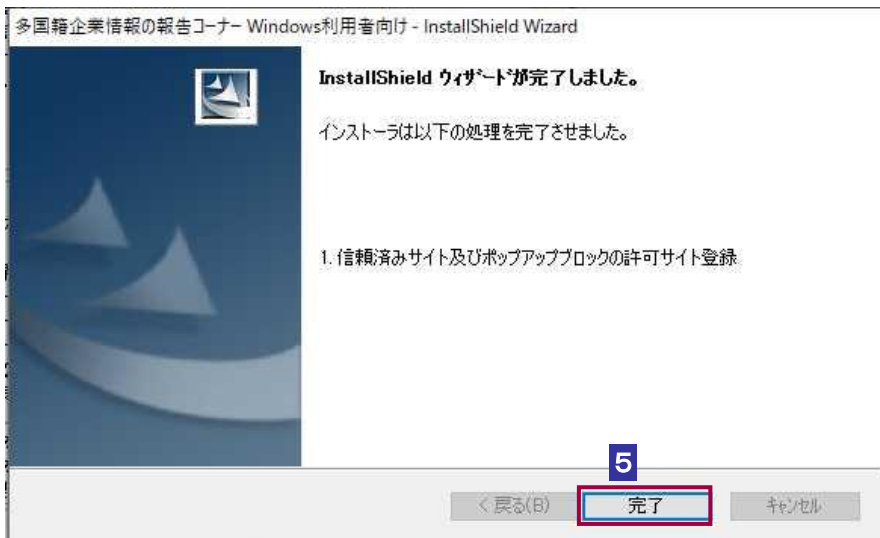 多国籍企業情報の報告コーナー Windows利用者向け - InstallShield Wizard
InstallShield ウィザードが完了しました。
インストーラは以下の処理を完了させました。
1. 信頼済みサイト及びポップアップブロックの許可サイト登録
5
< 戻る(B)
完了
キャンセル